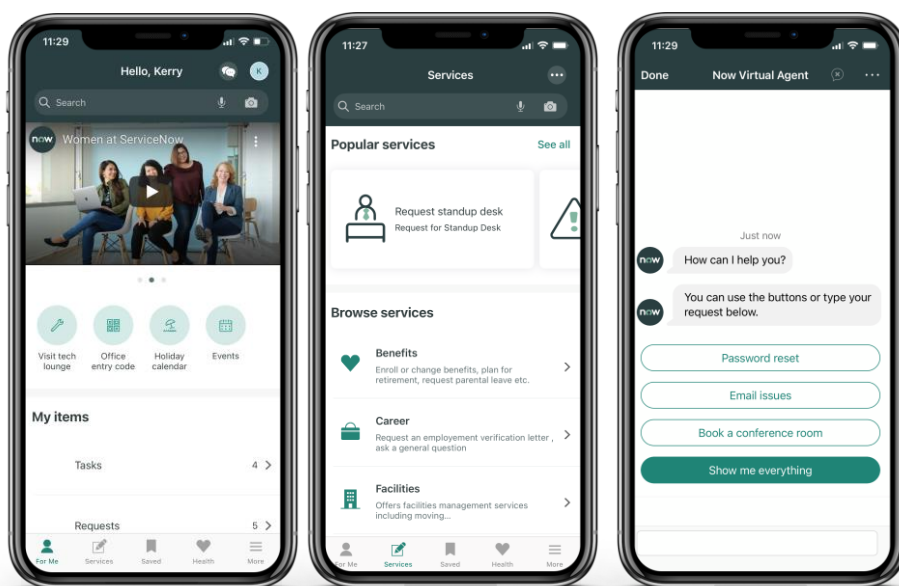 11:29
Hello, Kerry
K
Search
now
Women at ServiceNow
Visit tech
lounge
Office
entry code
Holiday
calendar
Events
My items
Tasks
4
Requests
5
For Me
Services
Saved
Health
More
11:27
Services
Search
Popular services
See all
Request standup desk
Request for Standup Desk
Browse services
Benefits
Enroll or change benefits, plan for
retirement, request parental leave etc.
Career
Request an employement verification letter ,
ask a general question
Facilities
Offers facilities management services
including moving...
For Me
Services
Saved
Health
More
11:29
Done
Now Virtual Agent
Just now
now
How can I help you?
now
You can use the buttons or type your
request below.
Password reset
Email issues
Book a conference room
Show me everything